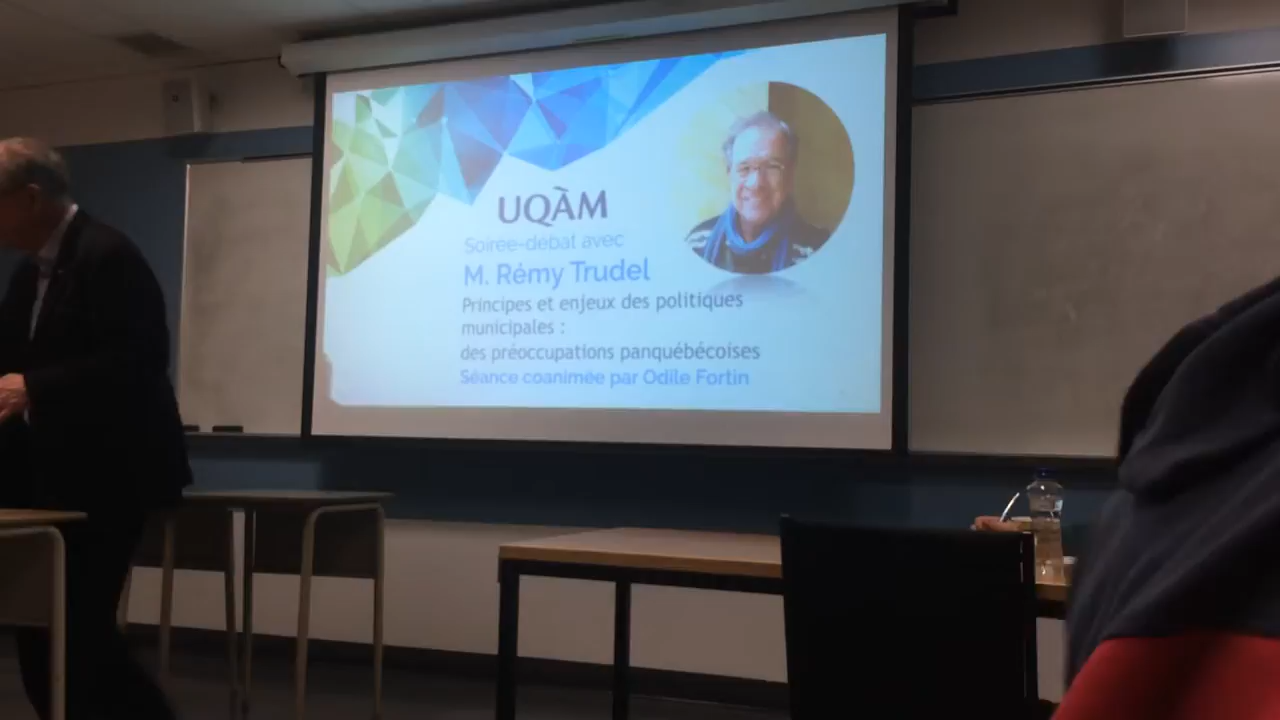 UQÀM
Soirée-débat avec
M. Rémy Trudel
Principes et enjeux des politiques
municipales :
des préoccupations panquébécoises
Séance coanimée par Odile Fortin